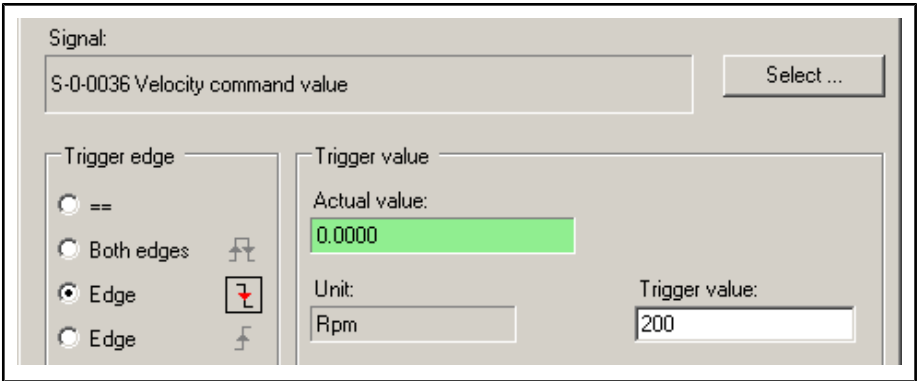 Signal:
S-0-0036 Velocity command value
Select ...
Trigger edge
==
Both edges
Edge
Edge
Trigger value
Actual value:
0.0000
Unit:
Trigger value:
Rpm
200